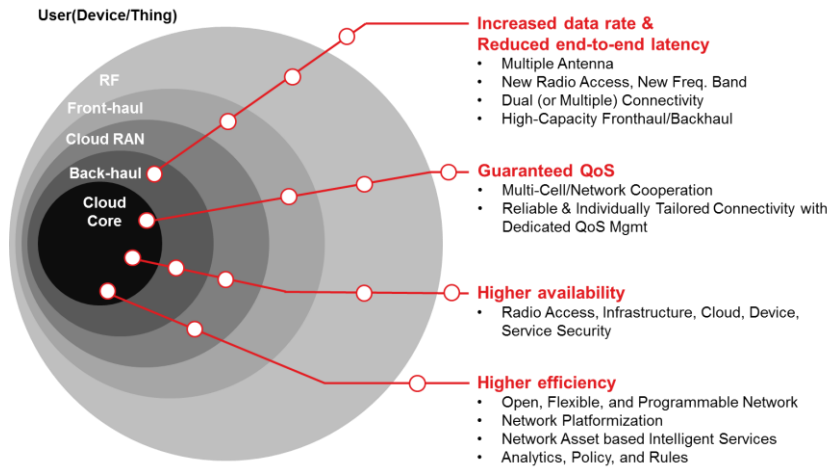 User(Device/Thing)
RF
Front-haul
Cloud RAN
Back-haul
Cloud
Core
Increased data rate &
Reduced end-to-end latency
• Multiple Antenna
• New Radio Access, New Freq. Band
• Dual (or Multiple) Connectivity
• High-Capacity Fronthaul/Backhaul
Guaranteed QoS
• Multi-Cell/Network Cooperation
• Reliable & Individually Tailored Connectivity with
Dedicated QoS Mgmt
Higher availability
• Radio Access, Infrastructure, Cloud, Device,
Service Security
Higher efficiency
• Open, Flexible, and Programmable Network
• Network Platformization
• Network Asset based Intelligent Services
• Analytics, Policy, and Rules